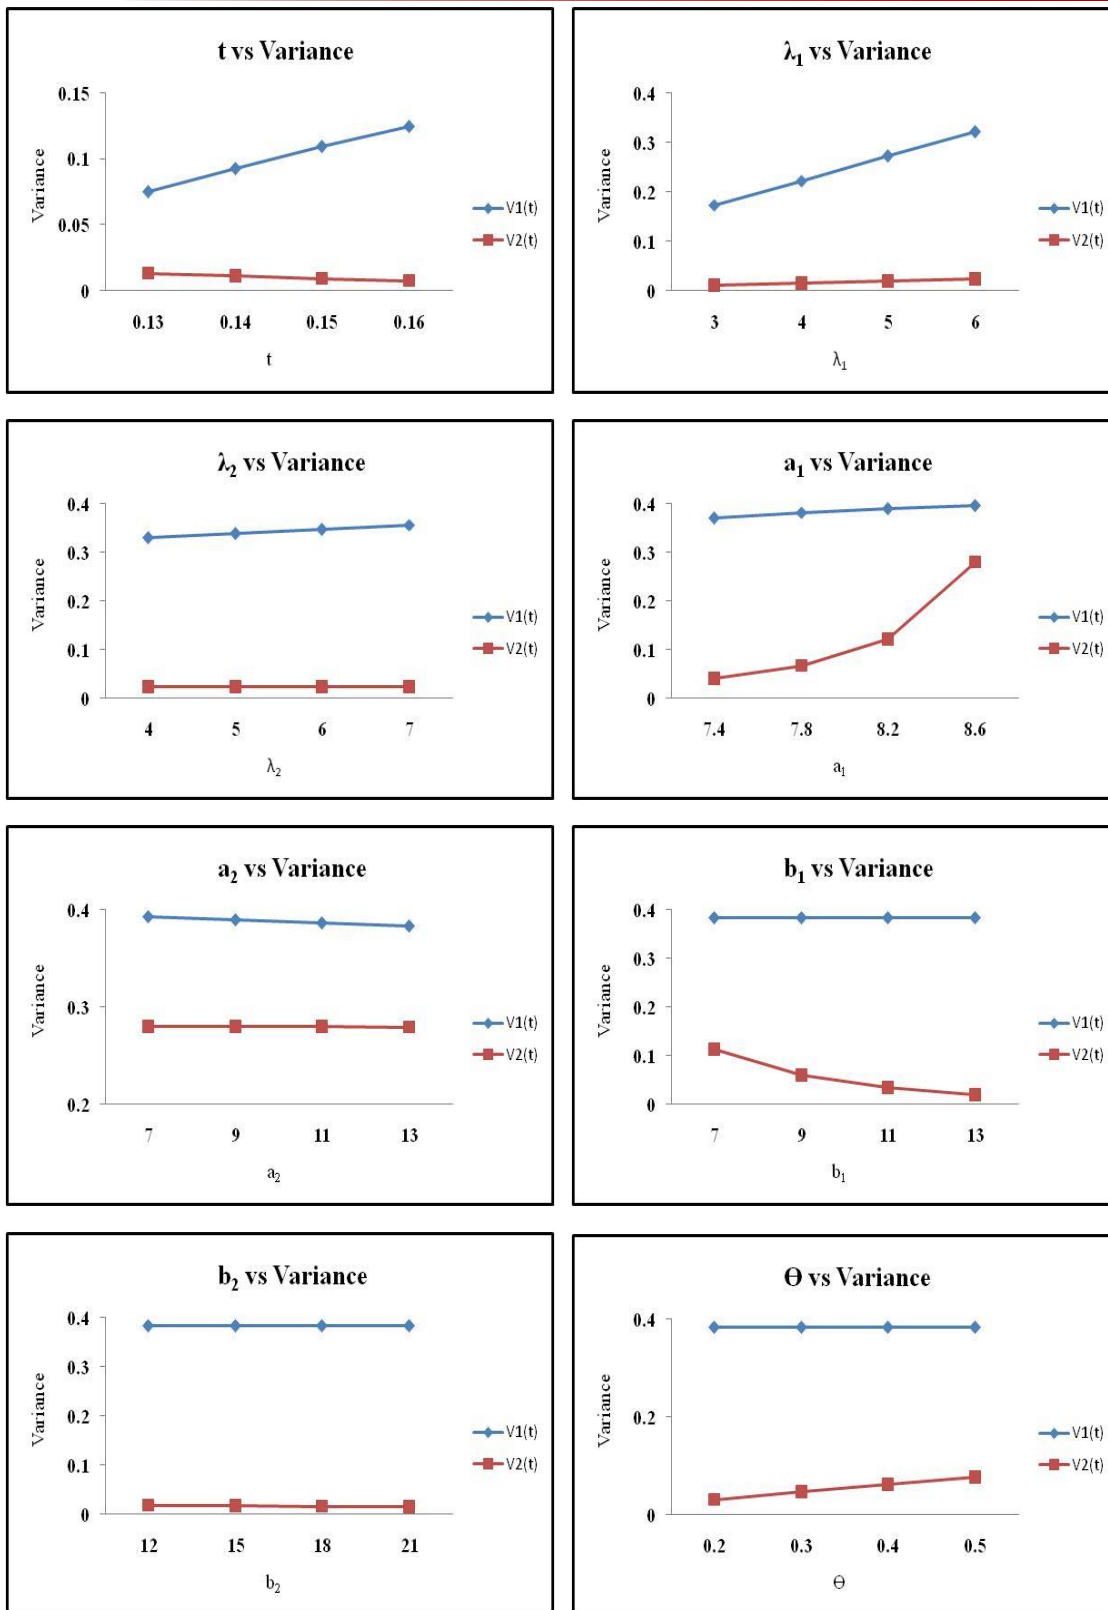 t vs Variance
0.15
0.1
0.05
0
Variance
0.13 0.14 0.15 0.16
t
V1(t)
V2(t)
λ1 vs Variance
0.4
0.3
0.2
0.1
0
Variance
3 4 5 6
λ1
V1(t)
V2(t)
λ2 vs Variance
0.4
0.3
0.2
0.1
0
Variance
4 5 6 7
λ2
V1(t)
V2(t)
a1 vs Variance
0.4
0.3
0.2
0.1
0
Variance
7.4 7.8 8.2 8.6
a1
V1(t)
V2(t)
a2 vs Variance
0.4
0.3
0.2
Variance
7 9 11 13
a2
V1(t)
V2(t)
b1 vs Variance
0.4
0.3
0.2
0.1
0
Variance
7 9 11 13
b1
V1(t)
V2(t)
b2 vs Variance
0.4
0.3
0.2
0.1
0
Variance
12 15 18 21
b2
V1(t)
V2(t)
Ɵ vs Variance
0.4
0.2
0
Variance
0.2 0.3 0.4 0.5
Ɵ
V1(t)
V2(t)